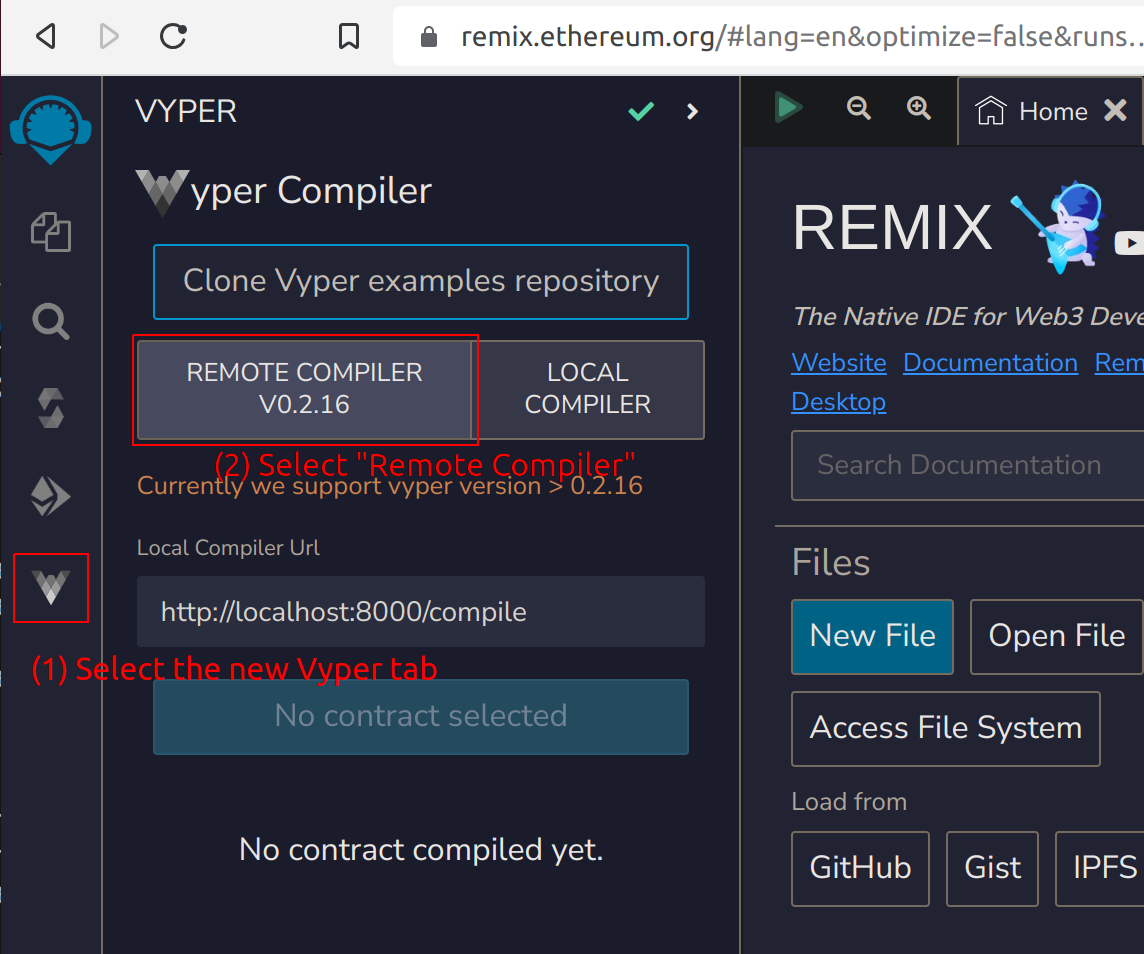 remix.ethereum.org/#lang=en&optimize=false&runs…
VYPER
yper Compiler
Clone Vyper examples repository
REMOTE COMPILER
V0.2.16
LOCAL
COMPILER
(2) Select "Remote Compiler"
Currently we support vyper version > 0.2.16
Local Compiler Url
http://localhost:8000/compile
(1) Select the new Vyper tab
No contract selected
No contract compiled yet.
Home
REMIX
The Native IDE for Web3 Deve
Website Documentation Rem
Desktop
Search Documentation
Files
New File
Open File
Access File System
Load from
GitHub
Gist
IPFS